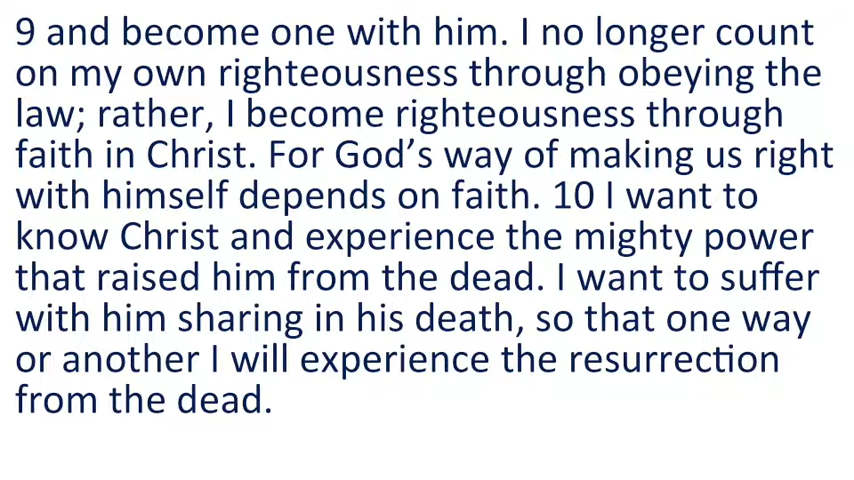 9 and become one with him. I no longer count
on my own righteousness through obeying the
law; rather, I become righteousness through
faith in Christ. For God’s way of making us right
with himself depends on faith. 10 I want to
know Christ and experience the mighty power
that raised him from the dead. I want to suffer
with him sharing in his death, so that one way
or another I will experience the resurrection
from the dead.